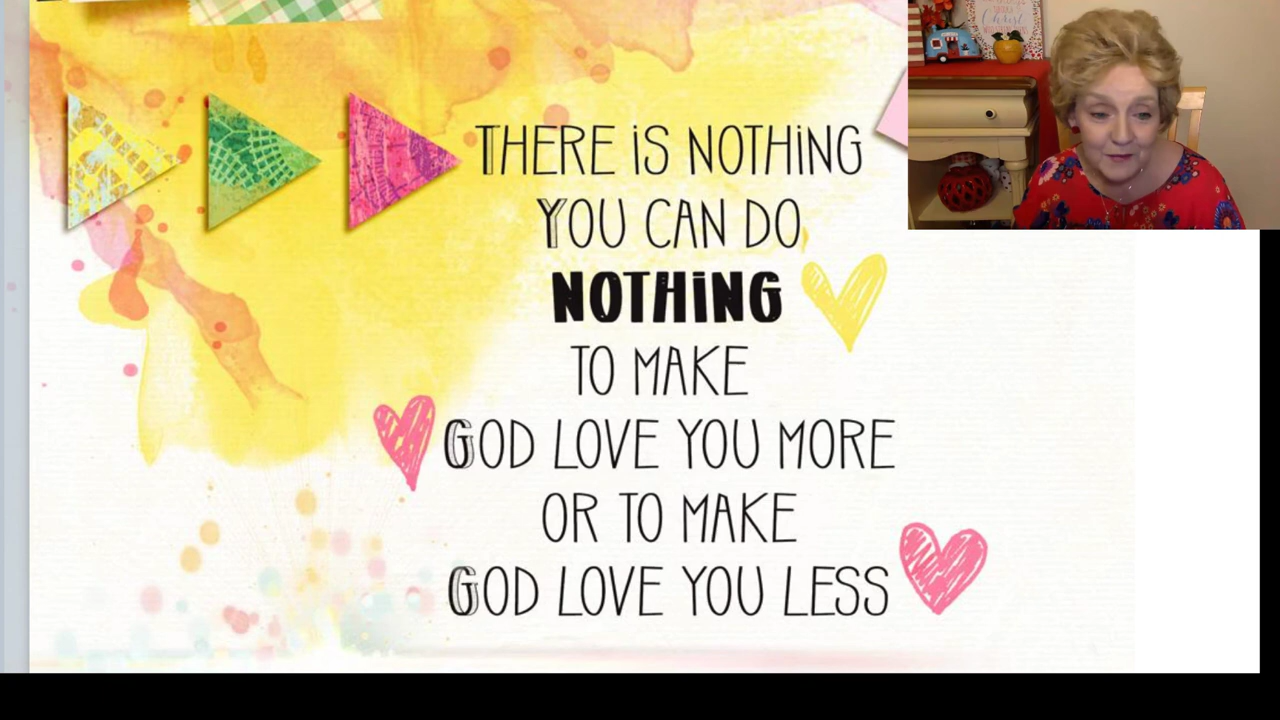 Christ
THERE IS NOTHING
YOU CAN DO
NOTHING
TO MAKE
GOD LOVE YOU MORE
OR TO MAKE
GOD LOVE YOU LESS